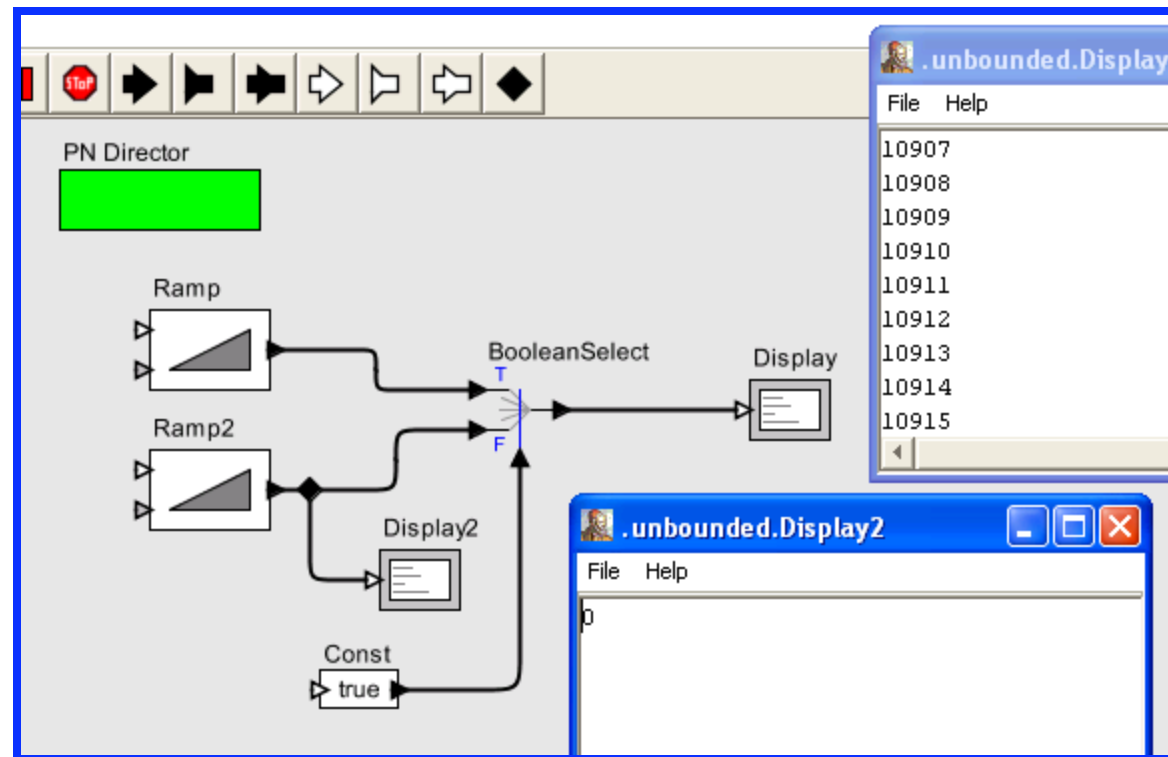 STOP
PN Director
Ramp
Ramp2
BooleanSelect
T
F
Display
Display2
Const
true
.unbounded.Display
File Help
10907
10908
10909
10910
10911
10912
10913
10914
10915
.unbounded.Display2
File Help
0